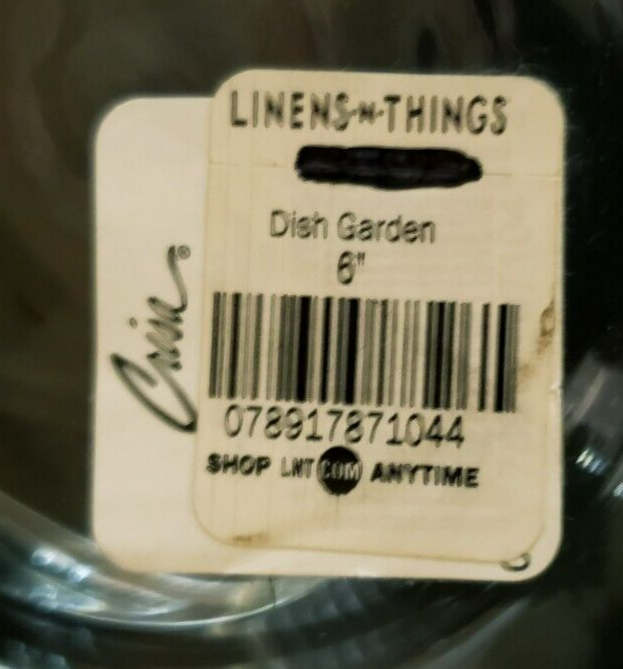 LINENS-N-THINGS
Dish Garden
6"
078917871044
SHOP LNT.COM ANYTIME
Crisa®